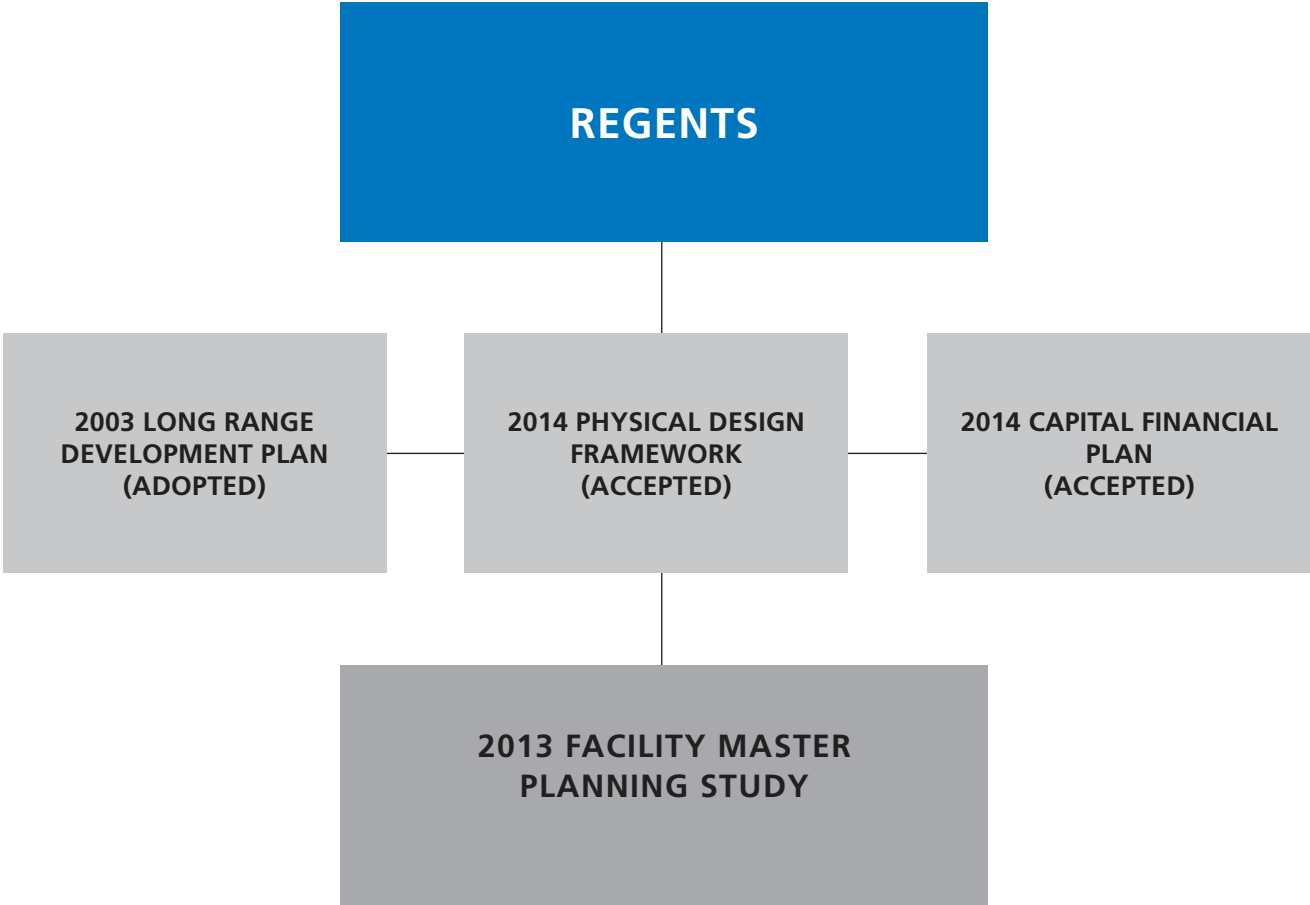 REGENTS
2003 LONG RANGE
DEVELOPMENT PLAN
(ADOPTED)
2014 PHYSICAL DESIGN
FRAMEWORK
(ACCEPTED)
2014 CAPITAL FINANCIAL
PLAN
(ACCEPTED)
2013 FACILITY MASTER
PLANNING STUDY